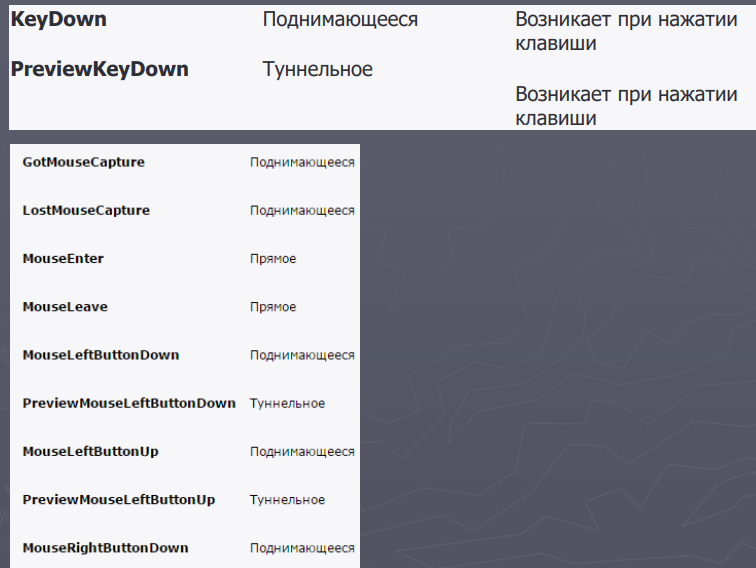 KeyDown Поднимающееся Возникает при нажатии
клавиши
PreviewKeyDown Туннельное
Возникает при нажатии
клавиши
GotMouseCapture Поднимающееся
LostMouseCapture Поднимающееся
MouseEnter Прямое
MouseLeave Прямое
MouseLeftButtonDown Поднимающееся
PreviewMouseLeftButtonDown Туннельное
MouseLeftButtonUp Поднимающееся
PreviewMouseLeftButtonUp Туннельное
MouseRightButtonDown Поднимающееся